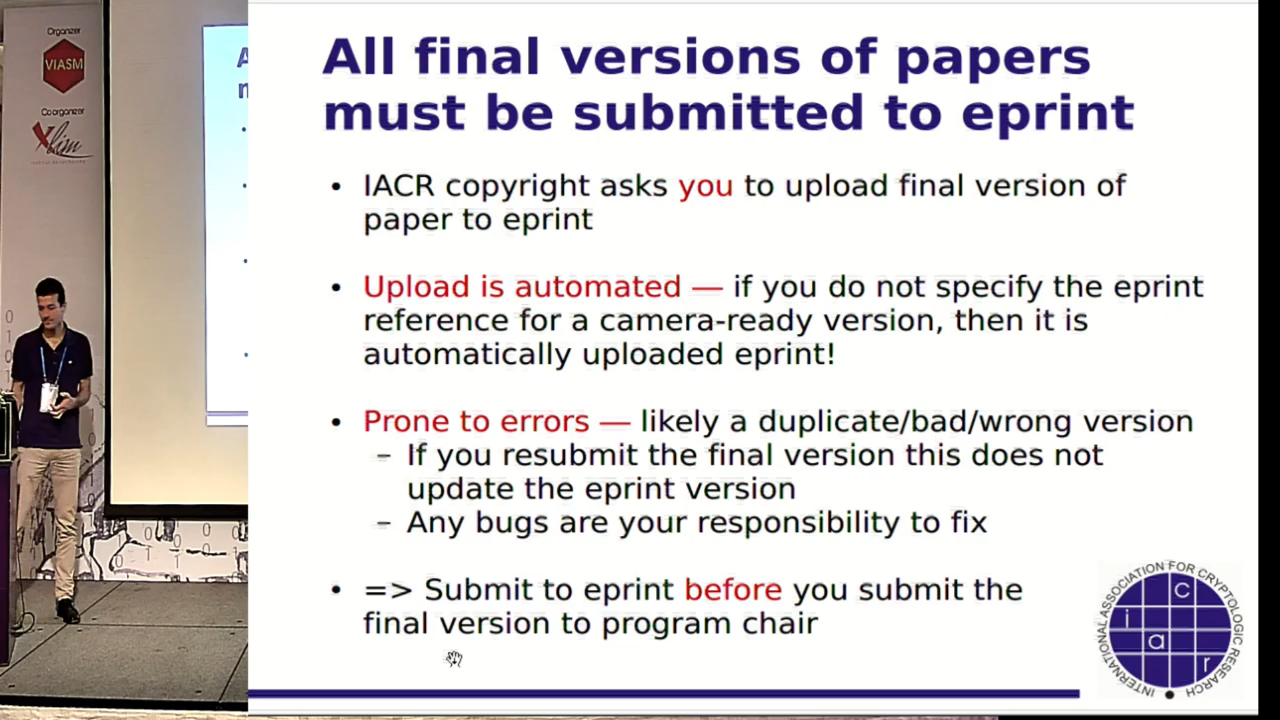 Organizer
VIASM
Coorganizer
Xlim
All final versions of papers
must be submitted to eprint
• IACR copyright asks you to upload final version of
paper to eprint
• Upload is automated — if you do not specify the eprint
reference for a camera-ready version, then it is
automatically uploaded eprint!
• Prone to errors — likely a duplicate/bad/wrong version
– If you resubmit the final version this does not
update the eprint version
– Any bugs are your responsibility to fix
• => Submit to eprint before you submit the
final version to program chair
INTERNATIONAL ASSOCIATION FOR CRYPTOLOGIC RESEARCH
i a c r